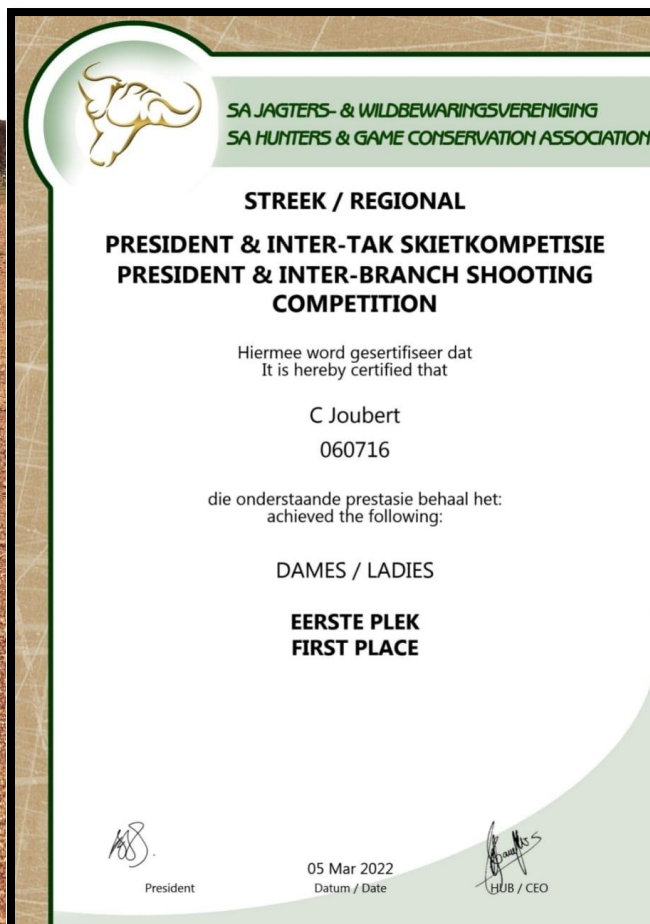 SA JAGTERS- & WILDBEWARINGSVERENIGING
SA HUNTERS & GAME CONSERVATION ASSOCIATION
STREEK / REGIONAL
PRESIDENT & INTER-TAK SKIETKOMPETISIE
PRESIDENT & INTER-BRANCH SHOOTING
COMPETITION
Hiermee word gesertifiseer dat
It is hereby certified that
C Joubert
060716
die onderstaande prestasie behaal het:
achieved the following:
DAMES / LADIES
EERSTE PLEK
FIRST PLACE
05 Mar 2022
President
Datum / Date
HUB / CEO